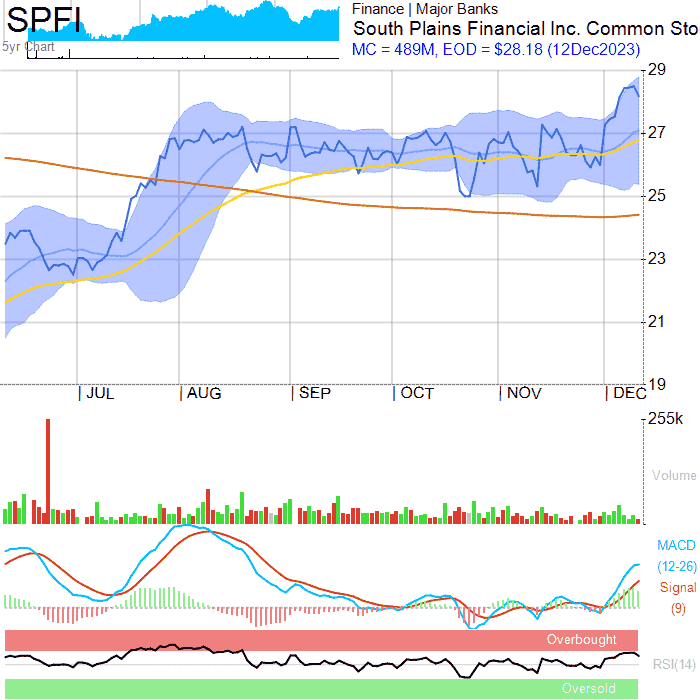 SPFI
5yr Chart
Finance | Major Banks
South Plains Financial Inc. Common Sto
MC = 489M, EOD = $28.18 (12Dec2023)
29
27
25
23
21
19
| JUL | AUG | SEP | OCT | NOV | DEC
255k
Volume
MACD
(12-26)
Signal
(9)
Overbought
RSI(14)
Oversold